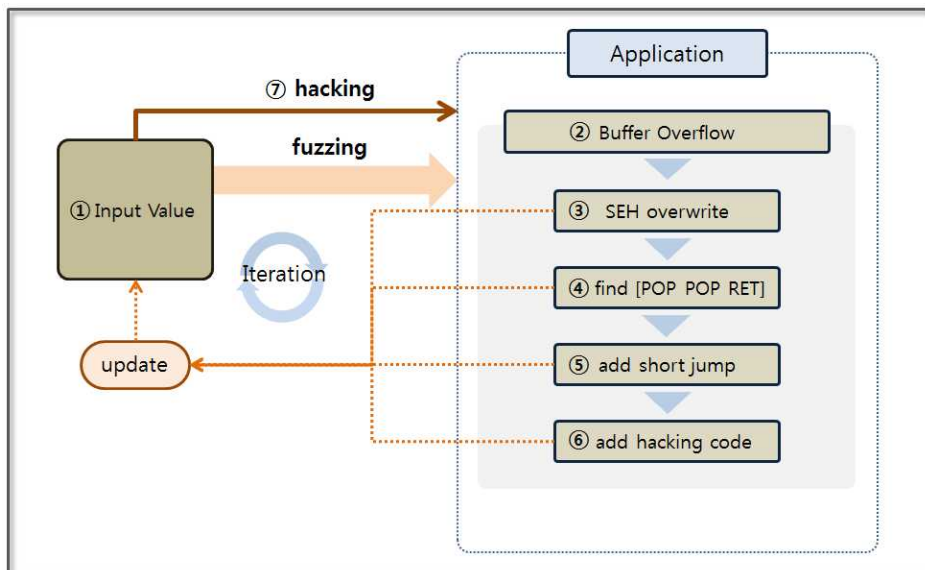 Application
⑦ hacking
② Buffer Overflow
fuzzing
① Input Value
③ SEH overwrite
Iteration
④ find [POP POP RET]
update
⑤ add short jump
⑥ add hacking code